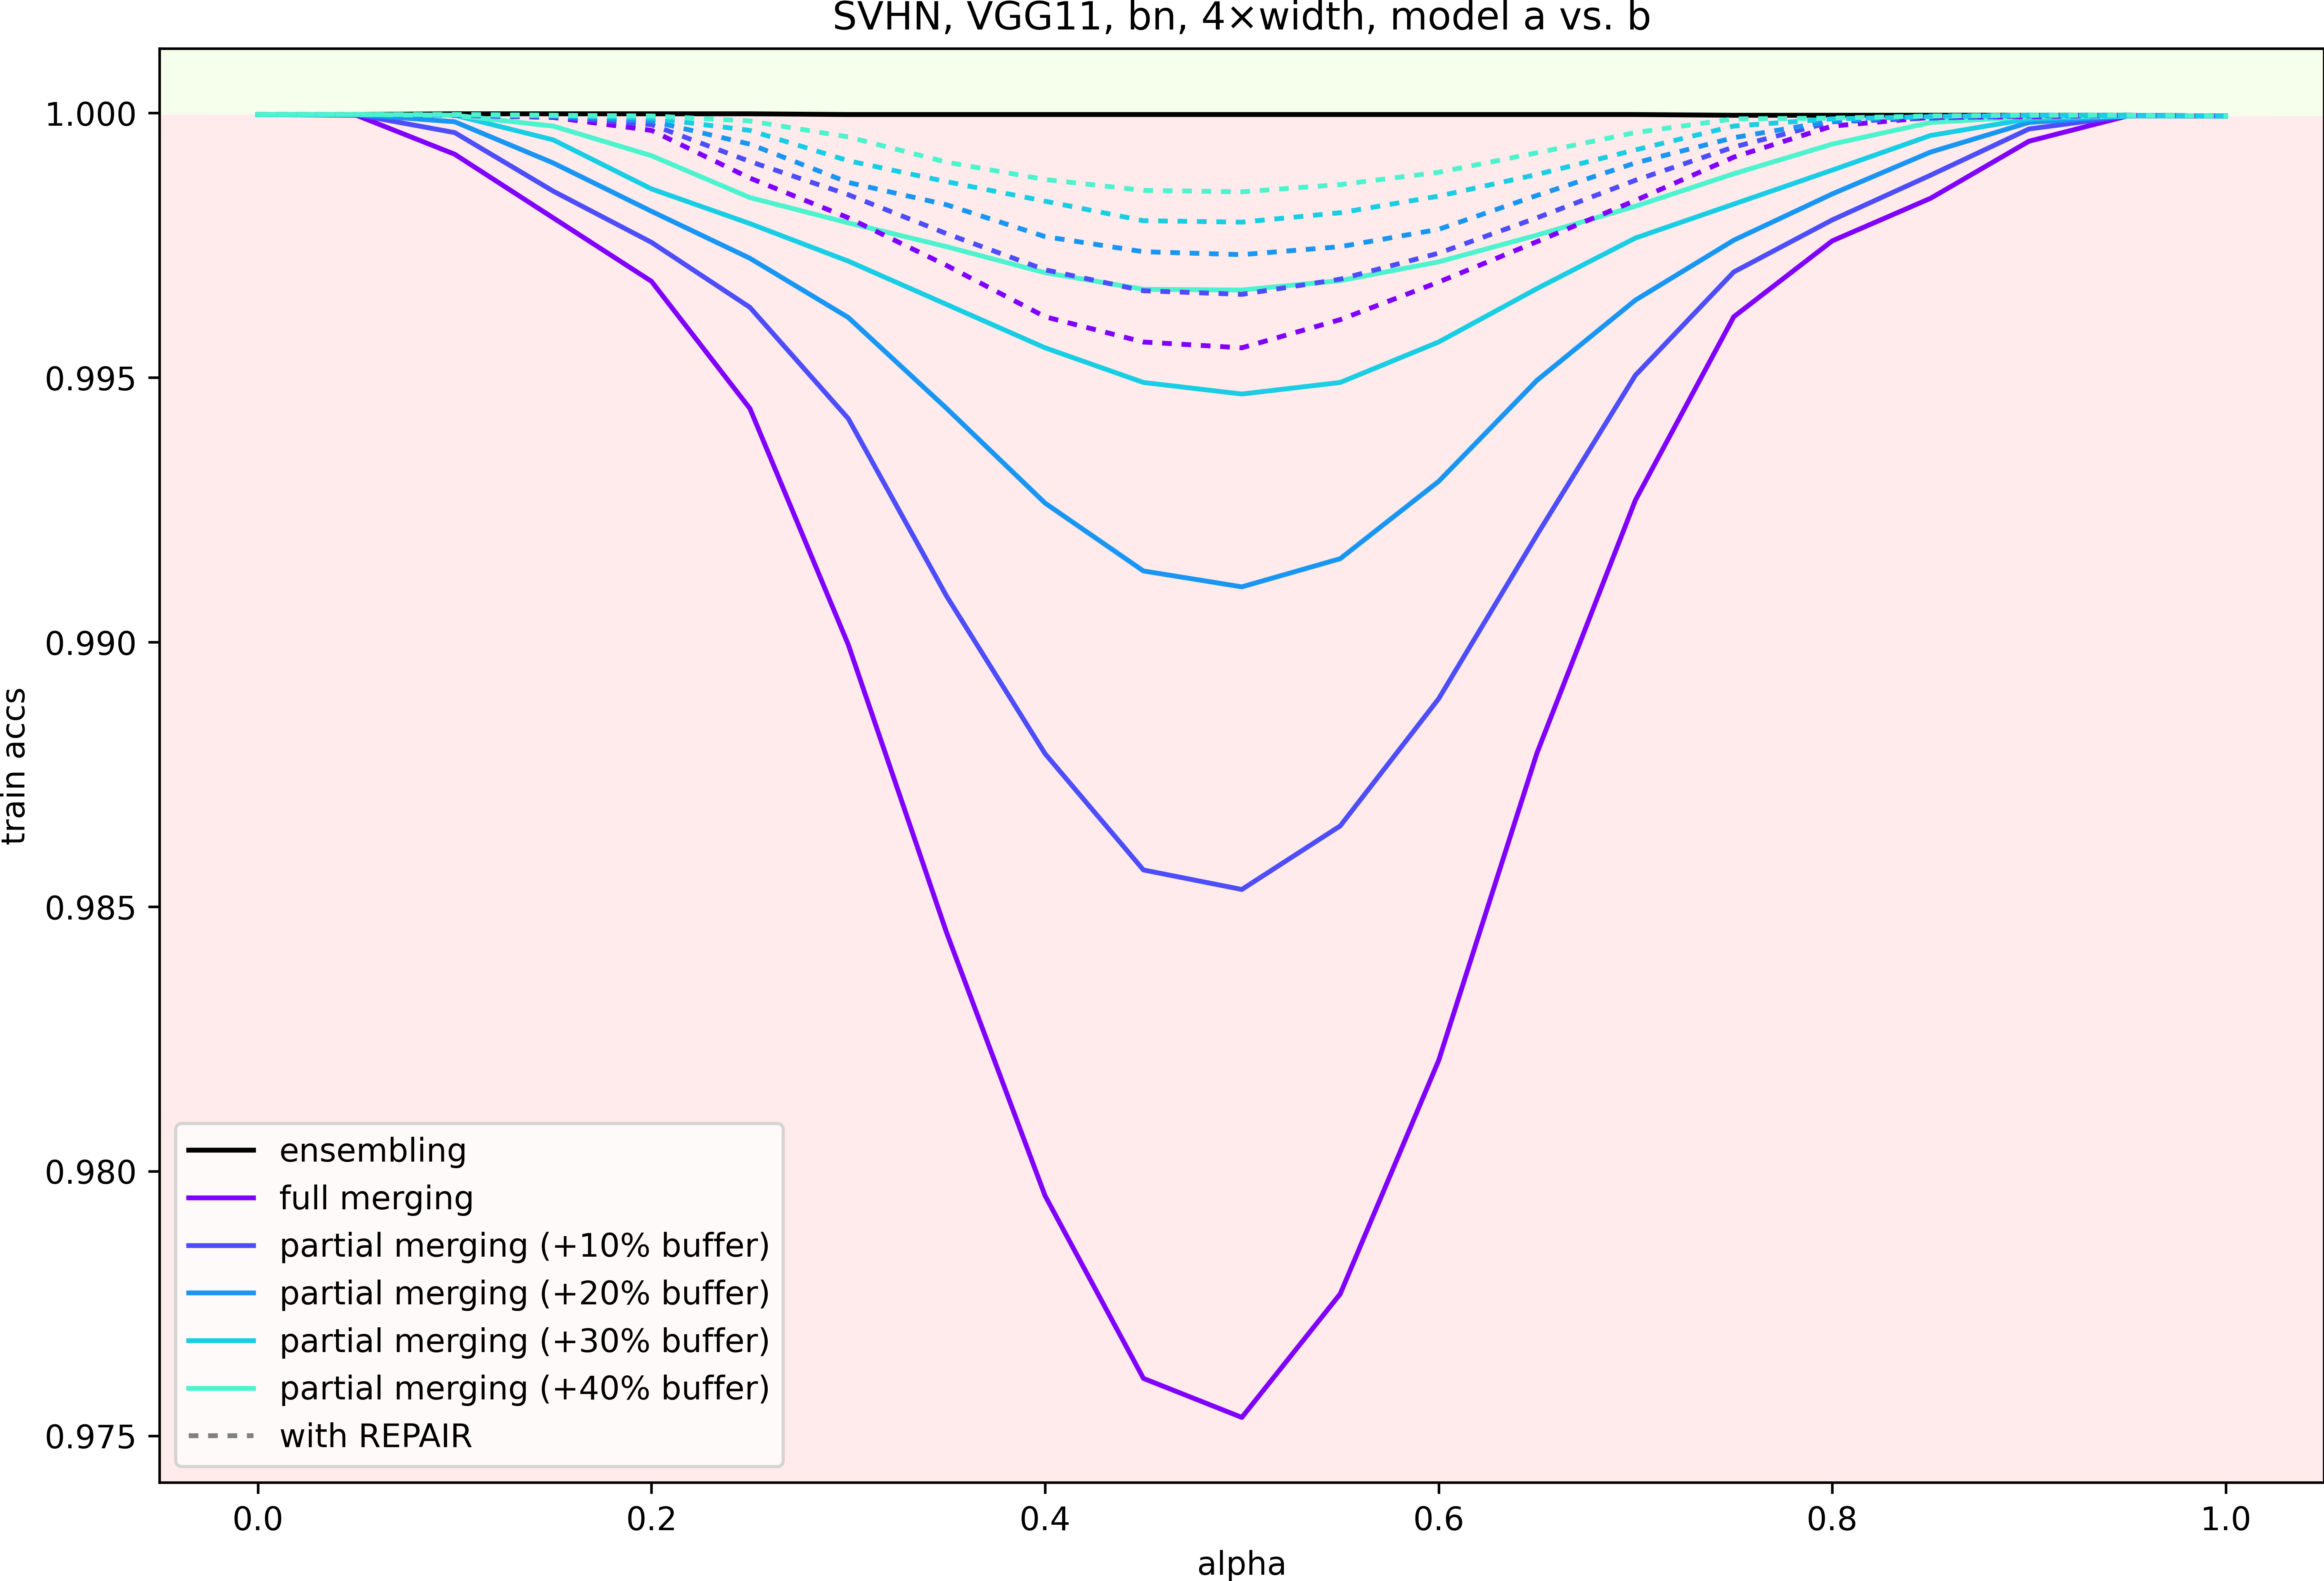 SVHN, VGG11, bn, 4×width, model a vs. b
train accs
1.000
0.995
0.990
0.985
0.980
0.975
ensembling
full merging
partial merging (+10% buffer)
partial merging (+20% buffer)
partial merging (+30% buffer)
partial merging (+40% buffer)
with REPAIR
0.0 0.2 0.4 0.6 0.8 1.0
alpha